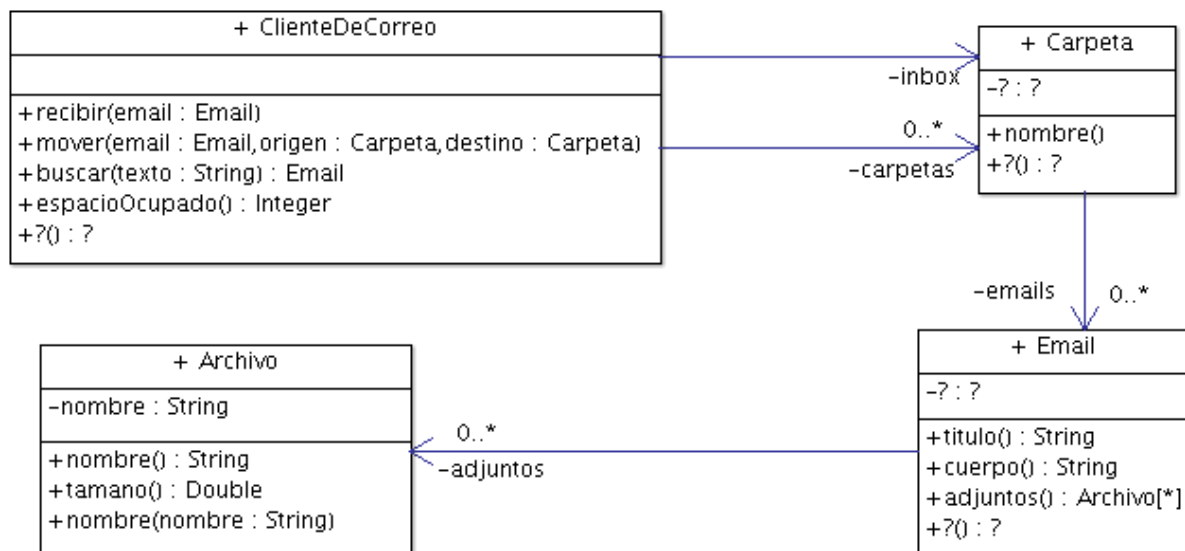 + ClienteDeCorreo
+recibir(email : Email)
+mover(email : Email,origen : Carpeta,destino : Carpeta)
+buscar(texto : String) : Email
+espacioOcupado() : Integer
+?() : ?
-inbox
0..*
-carpetas
+ Carpeta
-? : ?
+nombre()
+?() : ?
-emails
0..*
+ Archivo
-nombre : String
+nombre() : String
+tamano() : Double
+nombre(nombre : String)
0..*
-adjuntos
+ Email
-? : ?
+titulo() : String
+cuerpo() : String
+adjuntos() : Archivo[*]
+?() : ?